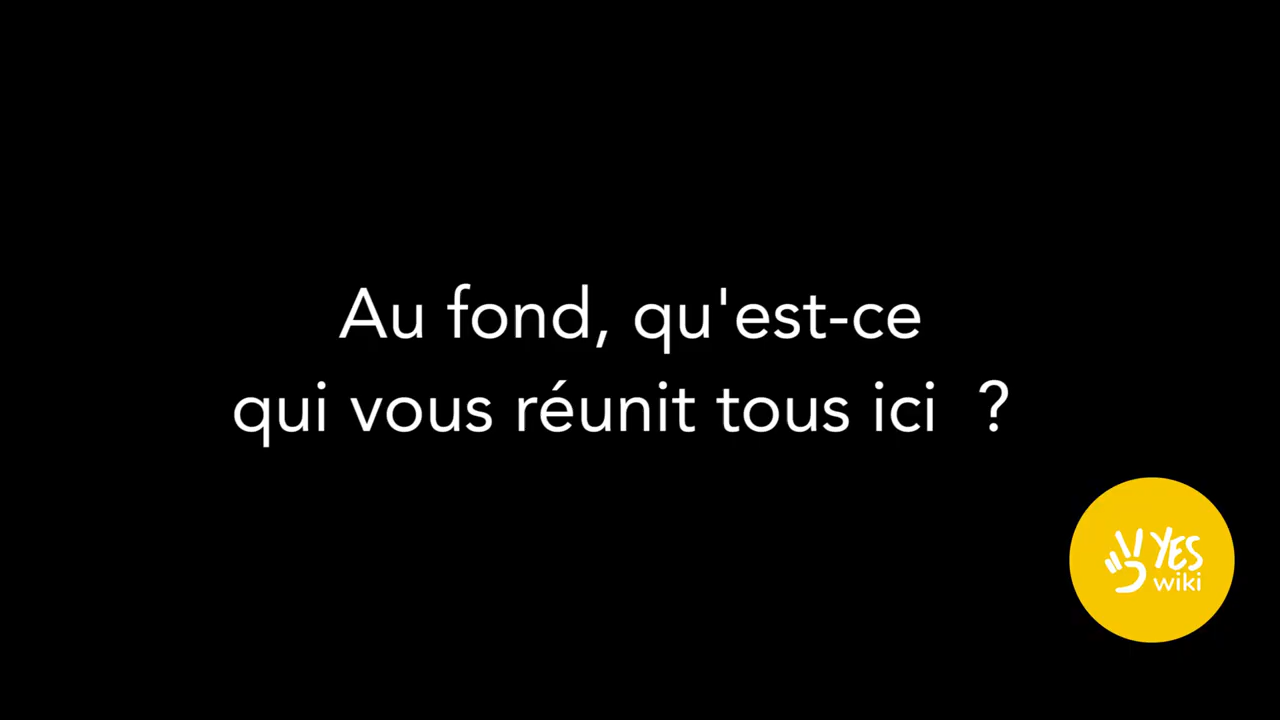 Au fond, qu'est-ce
qui vous réunit tous ici  ?
YES
wiki